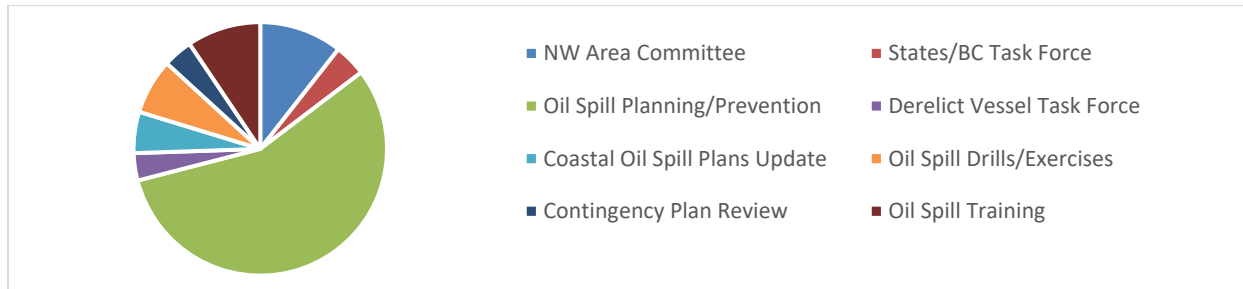 NW Area Committee
States/BC Task Force
Oil Spill Planning/Prevention
Derelict Vessel Task Force
Coastal Oil Spill Plans Update
Oil Spill Drills/Exercises
Contingency Plan Review
Oil Spill Training